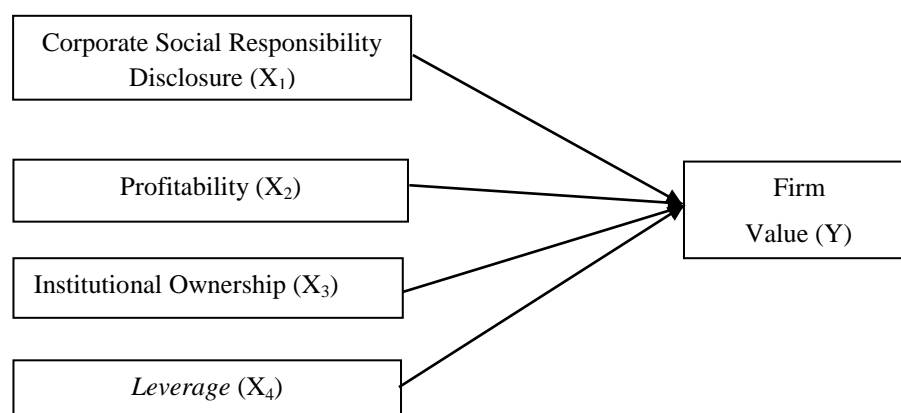 Corporate Social Responsibility
Disclosure (X₁)
Profitability (X₂)
Firm
Value (Y)
Institutional Ownership (X₃)
Leverage (X₄)